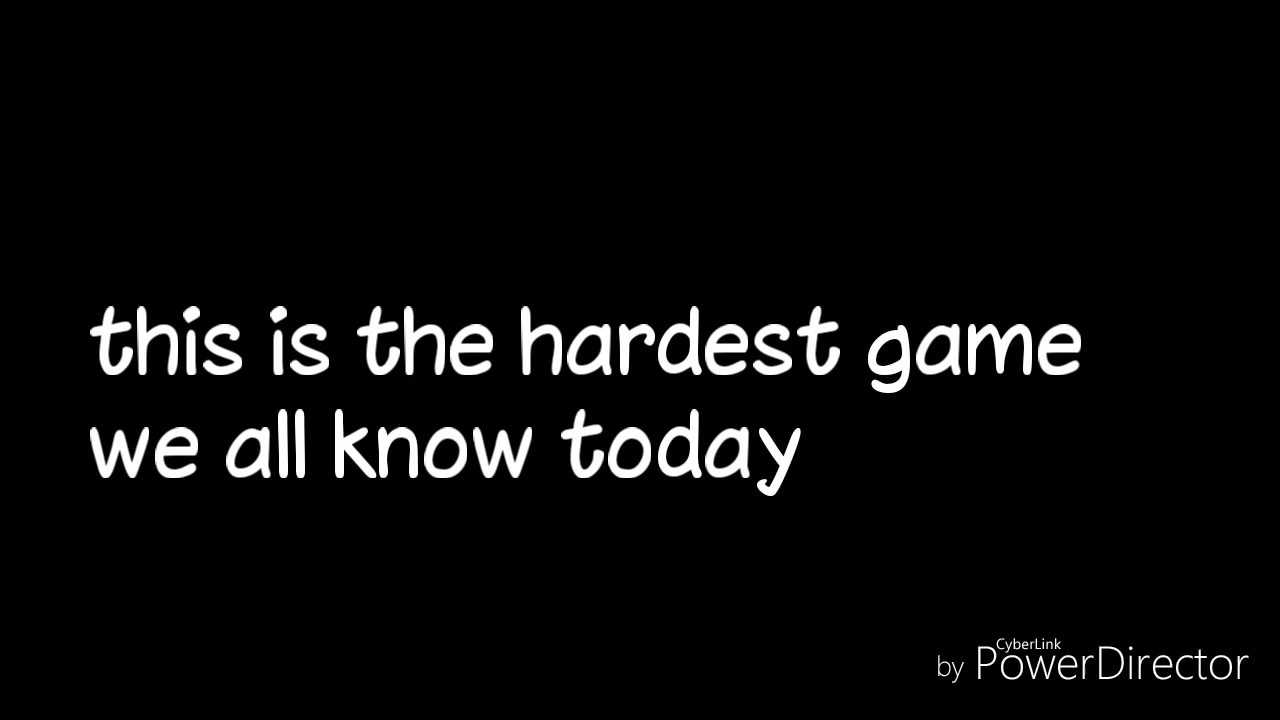 this is the hardest game
we all know today
CyberLink
by PowerDirector